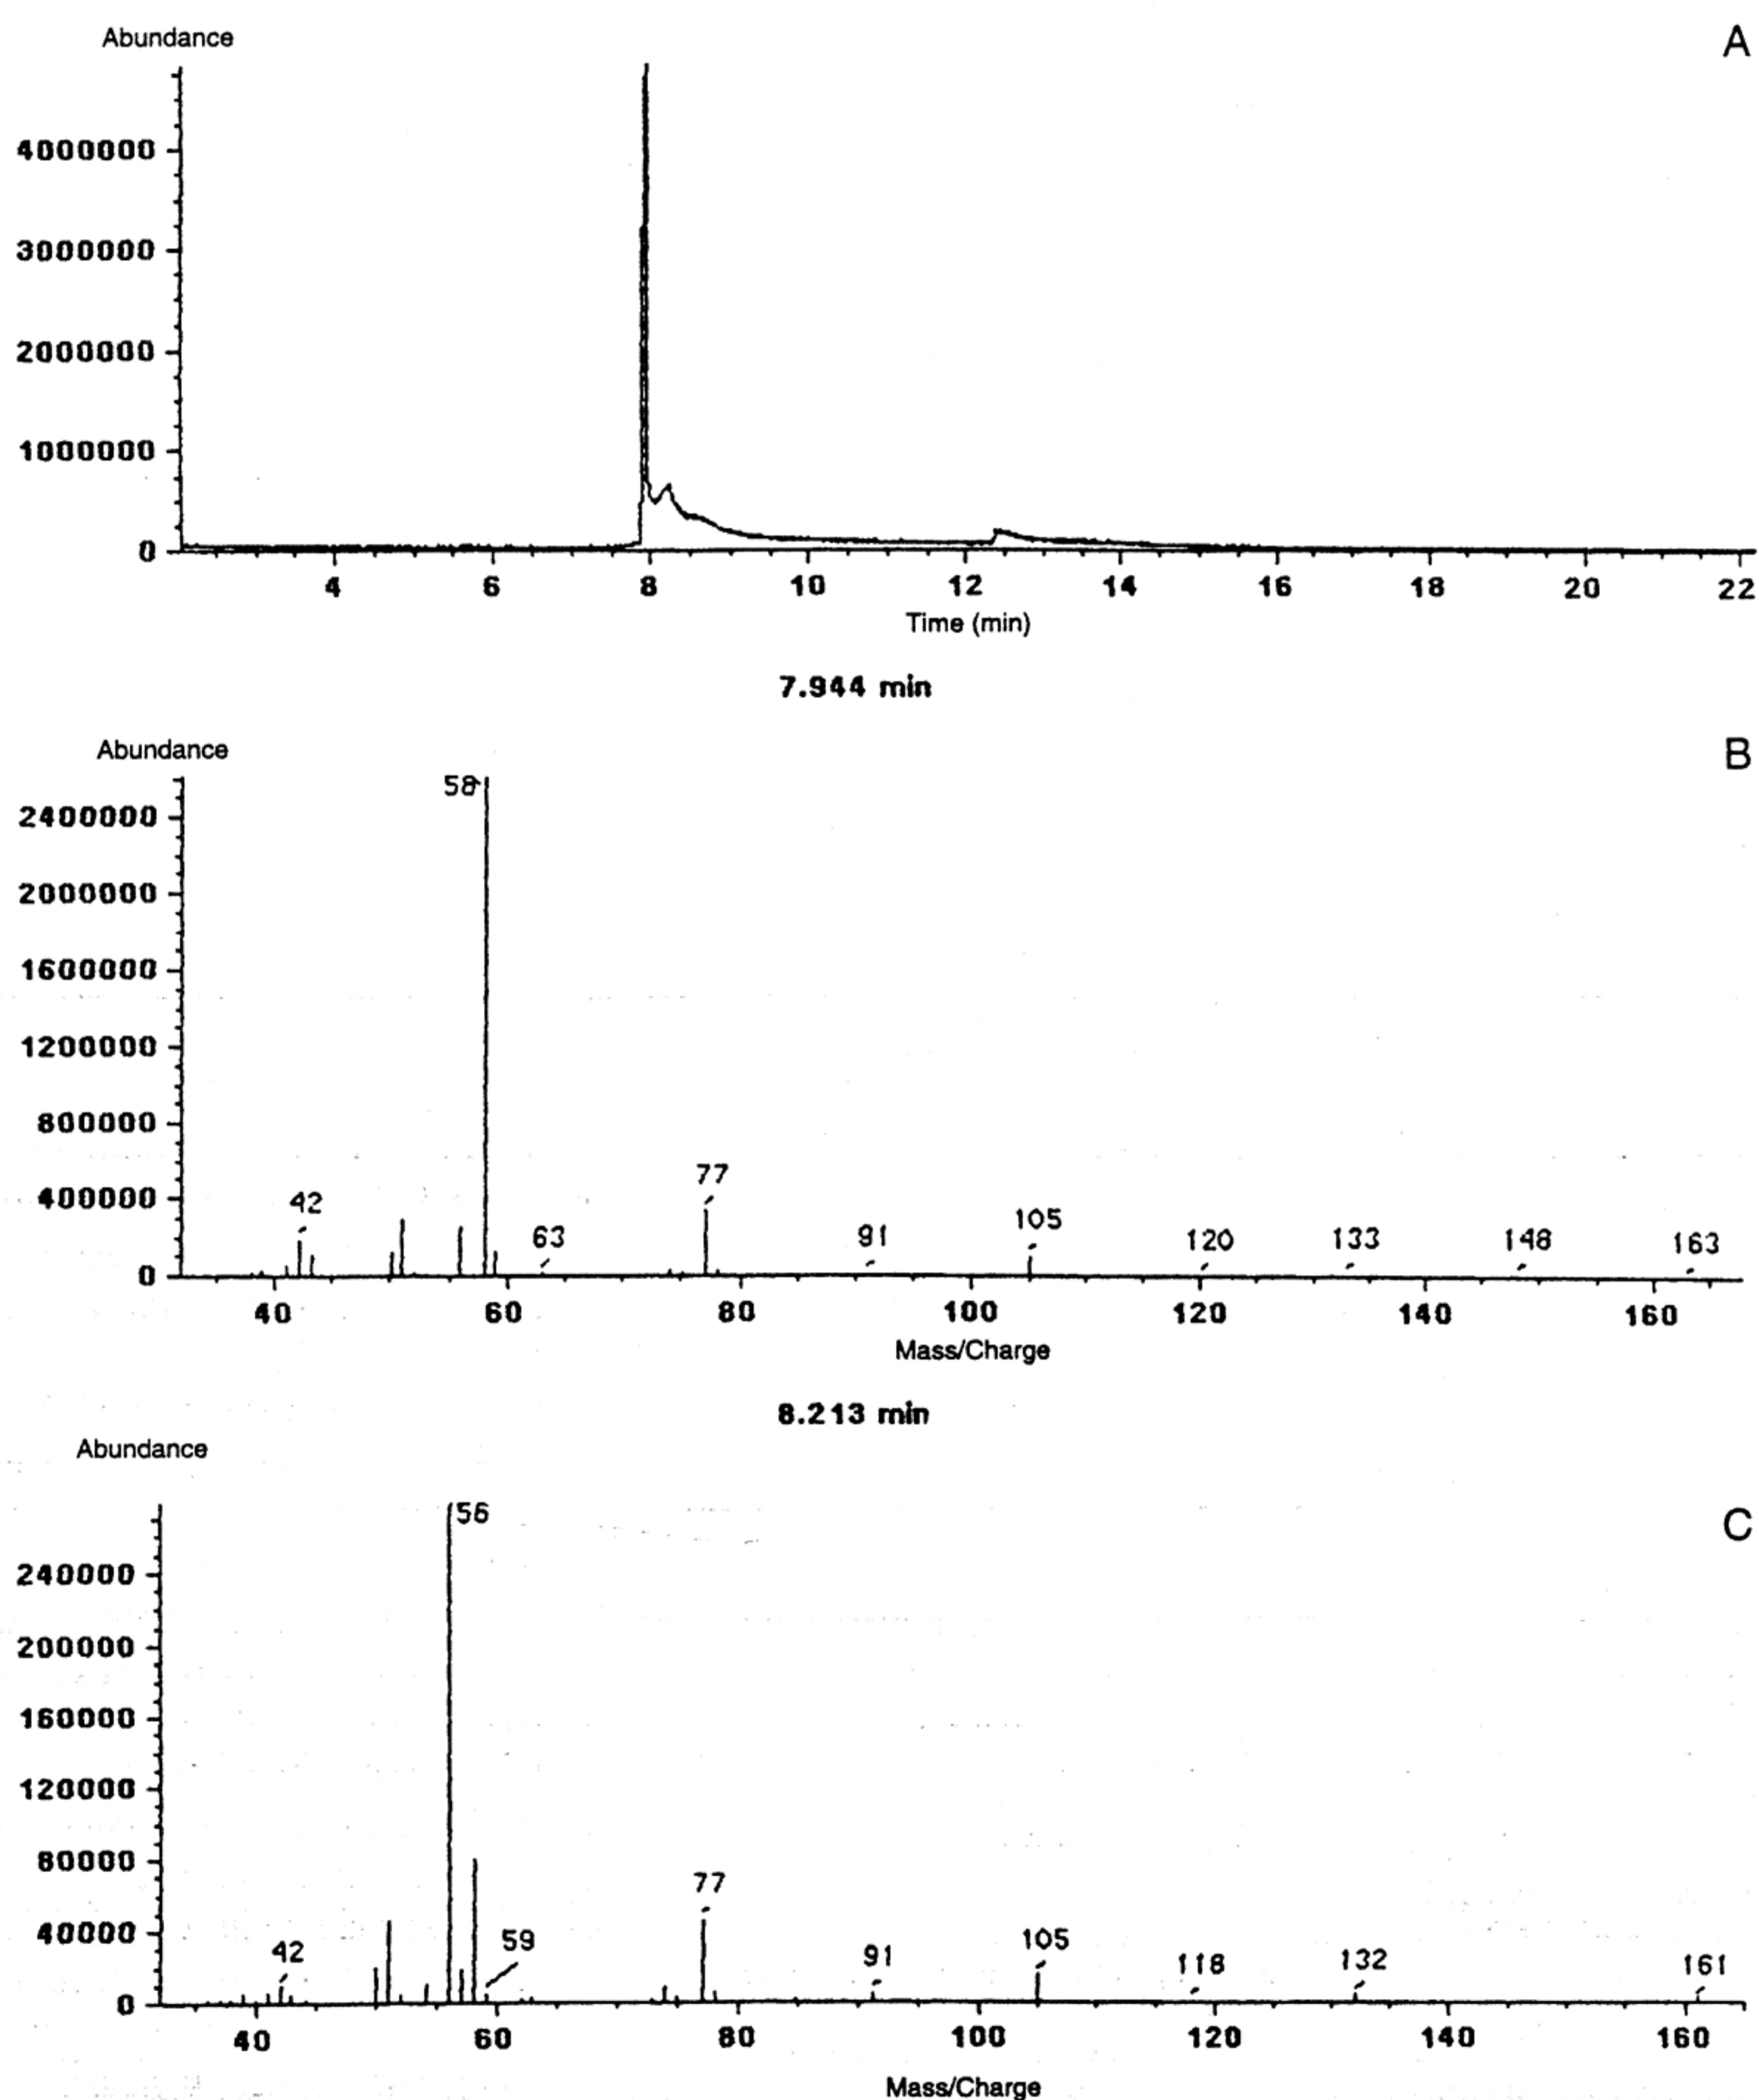 Abundance
A
4000000
3000000
2000000
1000000
0
4 6 8 10 12 14 16 18 20 22
Time (min)
7.944 min
Abundance
B
58
2400000
2000000
1600000
1200000
800000
400000
0
42 63 77 91 105 120 133 148 163
40 60 80 100 120 140 160
Mass/Charge
8.213 min
Abundance
C
56
240000
200000
160000
120000
80000
40000
0
42 59 77 91 105 118 132 161
40 60 80 100 120 140 160
Mass/Charge